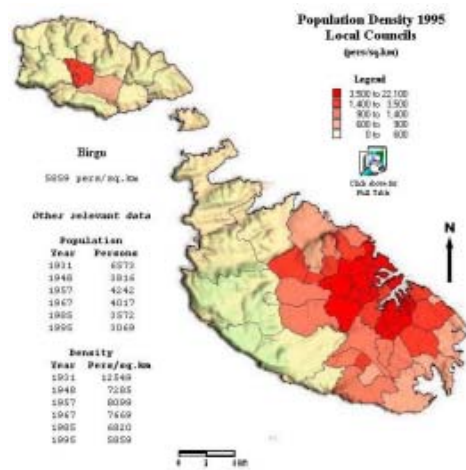 Population Density 1995
Local Councils
(pers/sq.km)
Legend
3,500 to 22,100
1,400 to 3,500
900 to 1,400
600 to 900
0 to 600
Click above for
Full Table
Birgu
5859 pers/sq.km
Other relevant data
Population
Year Persons
1931 6573
1948 3816
1957 4242
1967 4017
1985 3572
1995 3069
Density
Year Pers/sq.km
1931 12549
1948 7285
1957 8099
1967 7669
1985 6820
1995 5859
N
0